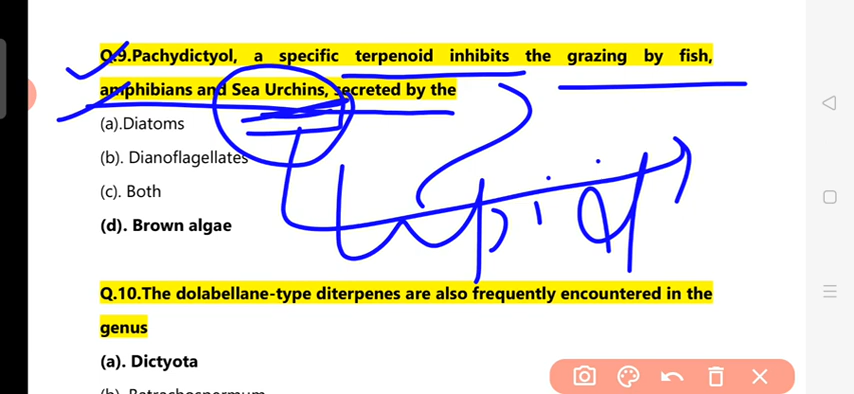 Q.9.Pachydictyol, a specific terpenoid inhibits the grazing by fish,
amphibians and Sea Urchins, secreted by the
(a).Diatoms
(b). Dianoflagellates
(c). Both
(d). Brown algae
Q.10.The dolabellane-type diterpenes are also frequently encountered in the
genus
(a). Dictyota
(b). Batrachospermum